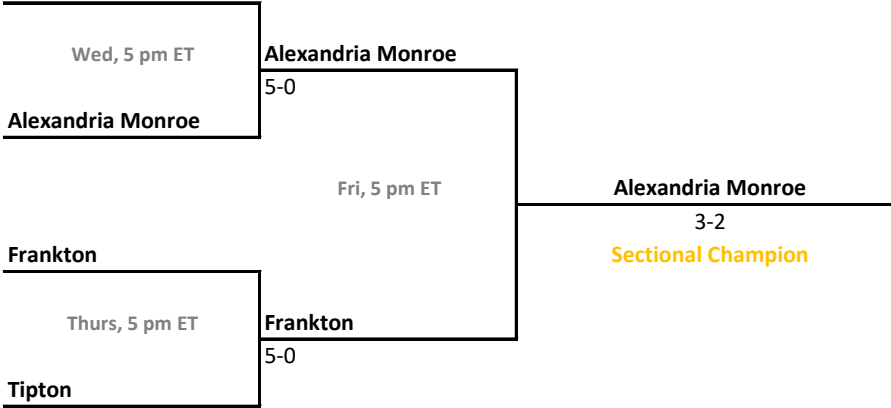 Wed, 5 pm ET
Alexandria Monroe
5-0
Alexandria Monroe
Fri, 5 pm ET
Alexandria Monroe
3-2
Sectional Champion
Frankton
Thurs, 5 pm ET
Frankton
5-0
Tipton